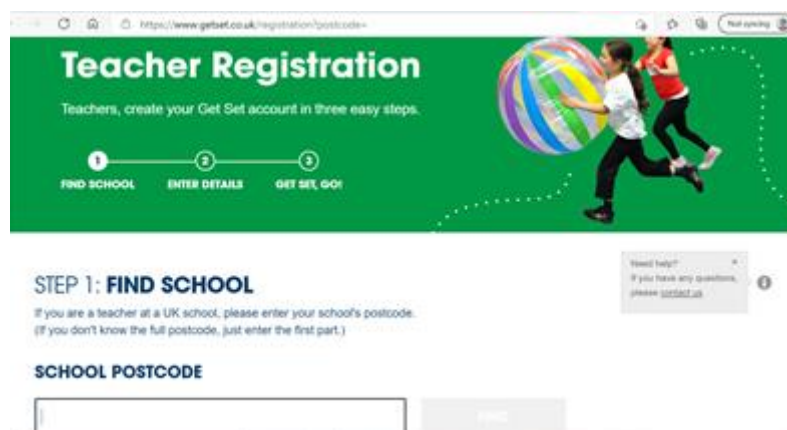 https://www.getset.co.uk/registration?postcode=
Not syncing
Teacher Registration
Teachers, create your Get Set account in three easy steps.
1 2 3
FIND SCHOOL ENTER DETAILS GET SET, GO!
Need help? ×
If you have any questions,
please contact us
STEP 1: FIND SCHOOL
If you are a teacher at a UK school, please enter your school's postcode.
(If you don't know the full postcode, just enter the first part.)
SCHOOL POSTCODE
FIND